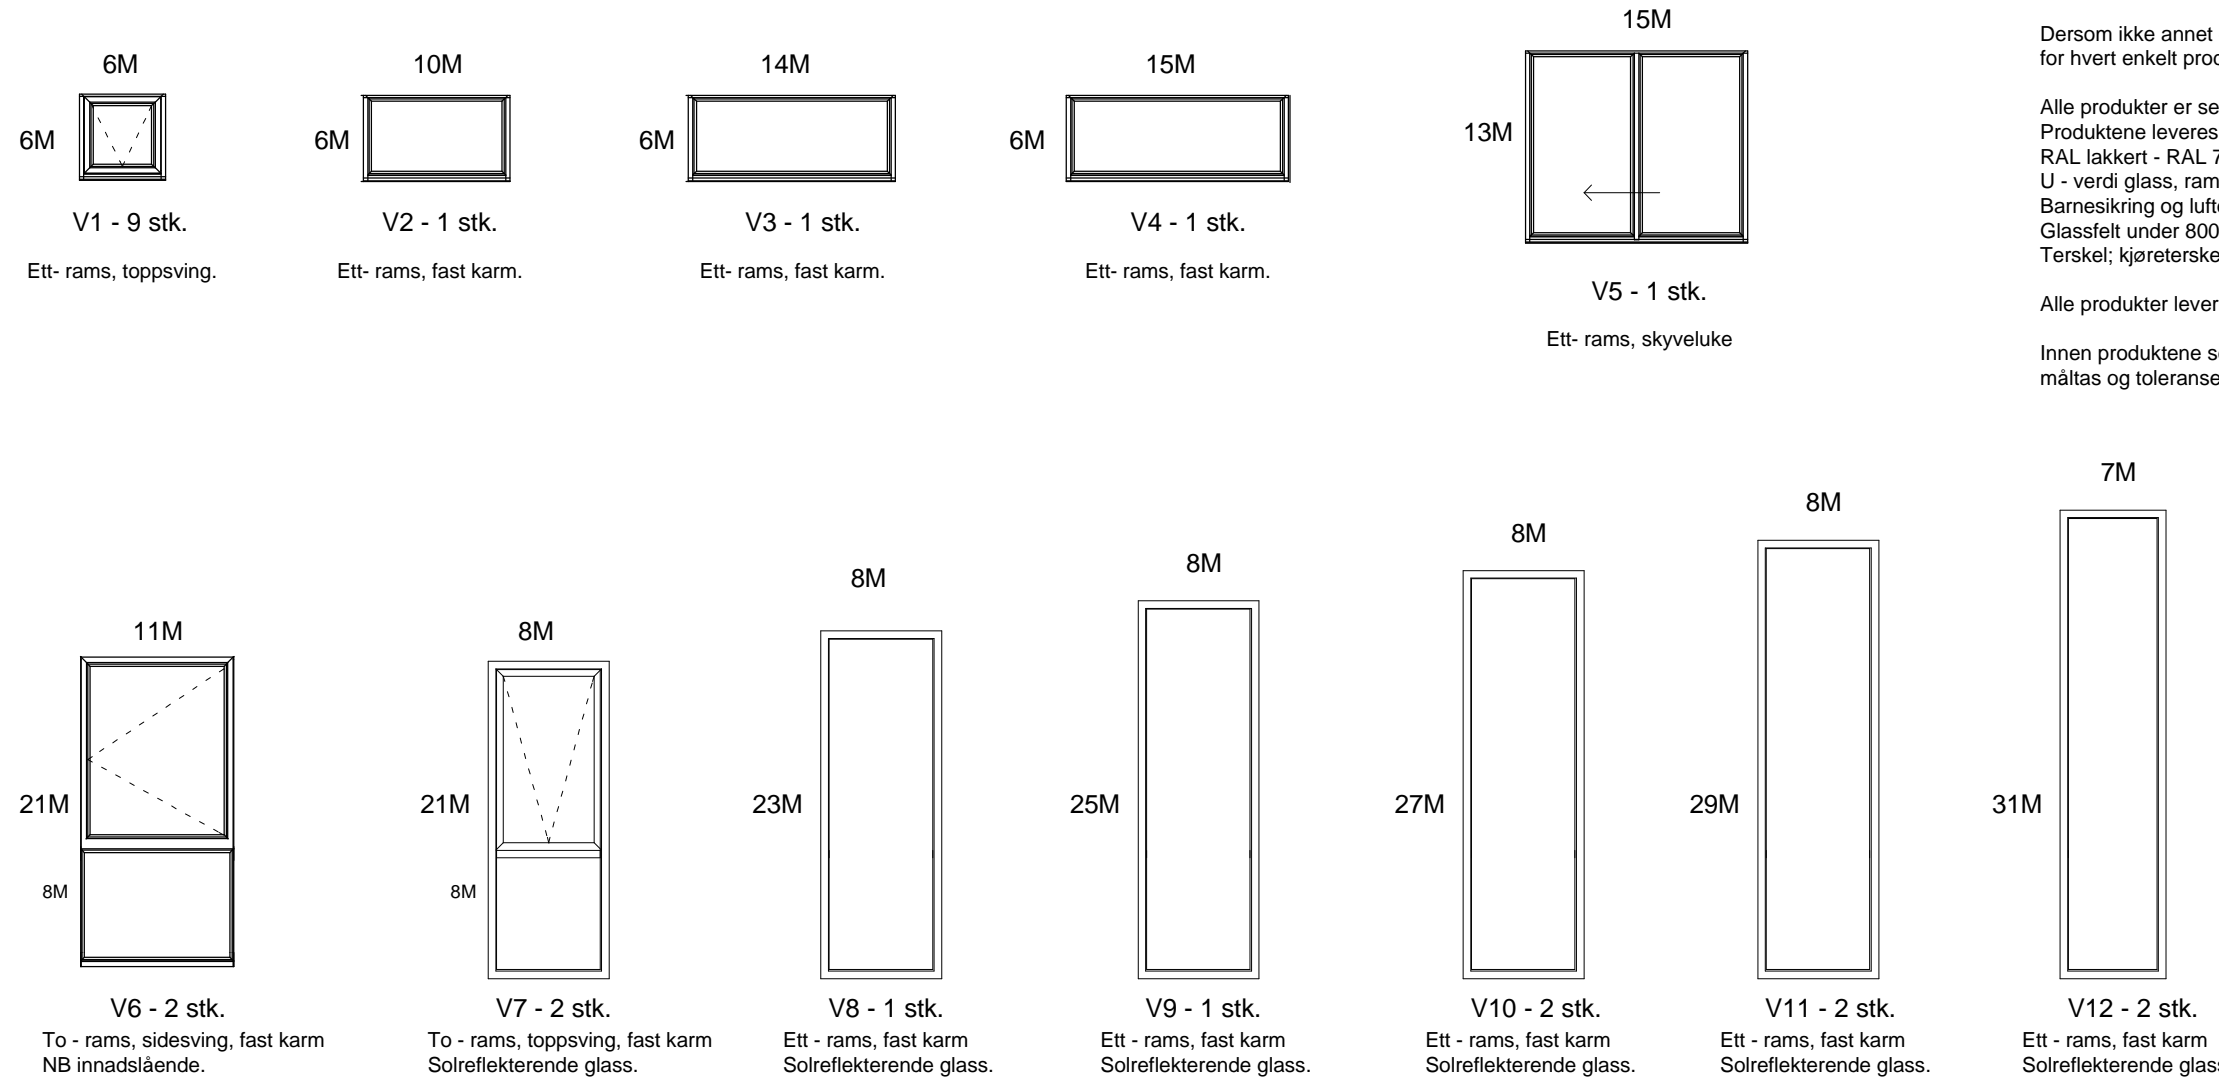 6M
6M
V1 - 9 stk.
Ett- rams, toppsving.
10M
6M
V2 - 1 stk.
Ett- rams, fast karm.
14M
6M
V3 - 1 stk.
Ett- rams, fast karm.
15M
6M
V4 - 1 stk.
Ett- rams, fast karm.
15M
13M
V5 - 1 stk.
Ett- rams, skyveluke
Dersom ikke annet
for hvert enkelt
Alle produkter er
Produktene leveres
RAL lakkert - RAL 7
U - verdi glass,
Barnesikring og
Glassfelt under 800
Terskel;
Alle produkter
Innen produktene
måltas og
11M
21M
8M
V6 - 2 stk.
To - rams, sidesving, fast karm
NB innadslående.
8M
21M
8M
V7 - 2 stk.
To - rams, toppsving, fast karm
Solreflekterende glass.
8M
23M
V8 - 1 stk.
Ett - rams, fast karm
Solreflekterende glass.
8M
25M
V9 - 1 stk.
Ett - rams, fast karm
Solreflekterende glass.
8M
27M
V10 - 2 stk.
Ett - rams, fast karm
Solreflekterende glass.
8M
29M
V11 - 2 stk.
Ett - rams, fast karm
Solreflekterende glass.
7M
31M
V12 - 2 stk.
Ett - rams, fast karm
Solreflekterende